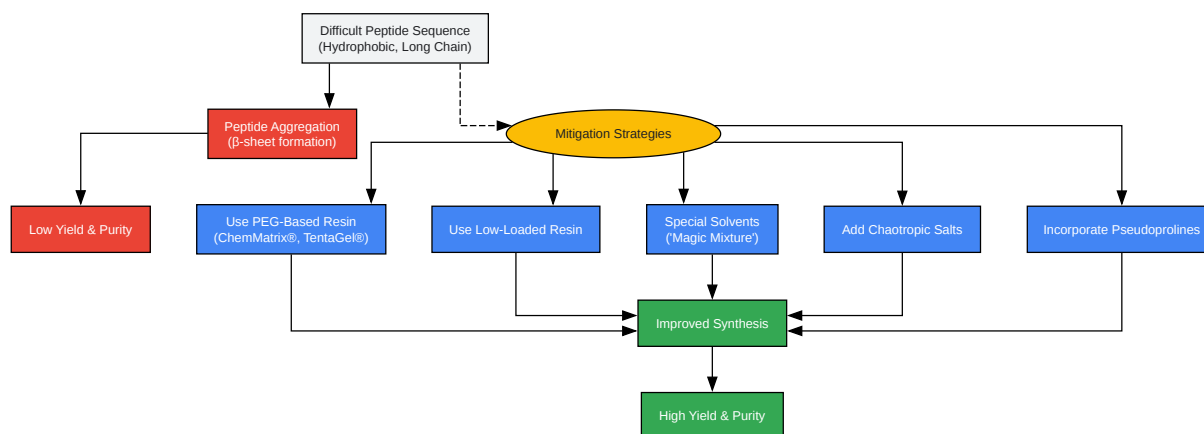 Difficult Peptide Sequence
(Hydrophobic, Long Chain)
Peptide Aggregation
(β-sheet formation)
Mitigation Strategies
Low Yield & Purity
Use PEG-Based Resin
(ChemMatrix®, TentaGel®)
Use Low-Loaded Resin
Special Solvents
('Magic Mixture')
Add Chaotropic Salts
Incorporate Pseudoprolines
Improved Synthesis
High Yield & Purity